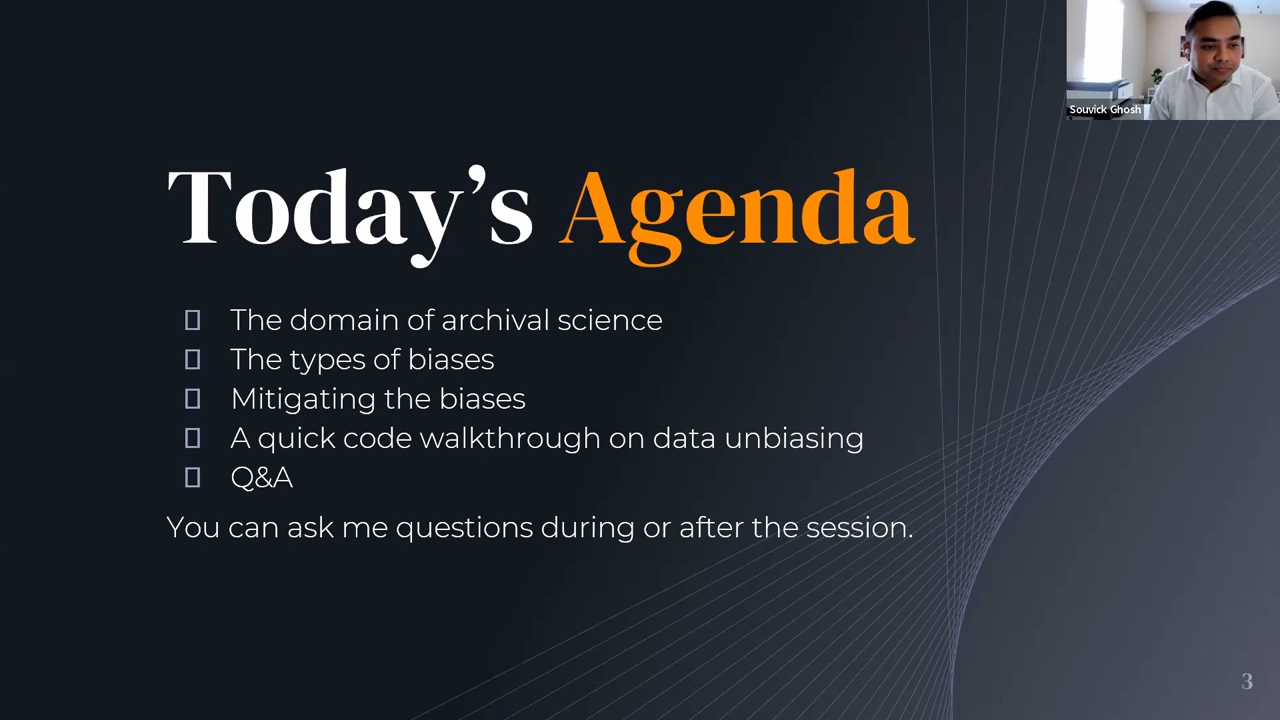 Souvick Ghosh
Today’s Agenda
The domain of archival science
The types of biases
Mitigating the biases
A quick code walkthrough on data unbiasing
Q&A
You can ask me questions during or after the session.
3